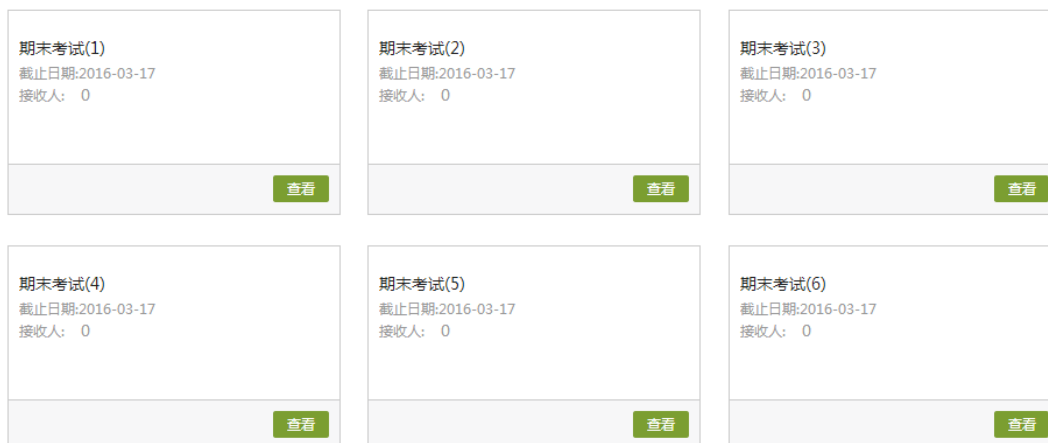 期末考试(1)
截止日期:2016-03-17
接收人: 0
查看
期末考试(2)
截止日期:2016-03-17
接收人: 0
查看
期末考试(3)
截止日期:2016-03-17
接收人: 0
查看
期末考试(4)
截止日期:2016-03-17
接收人: 0
查看
期末考试(5)
截止日期:2016-03-17
接收人: 0
查看
期末考试(6)
截止日期:2016-03-17
接收人: 0
查看